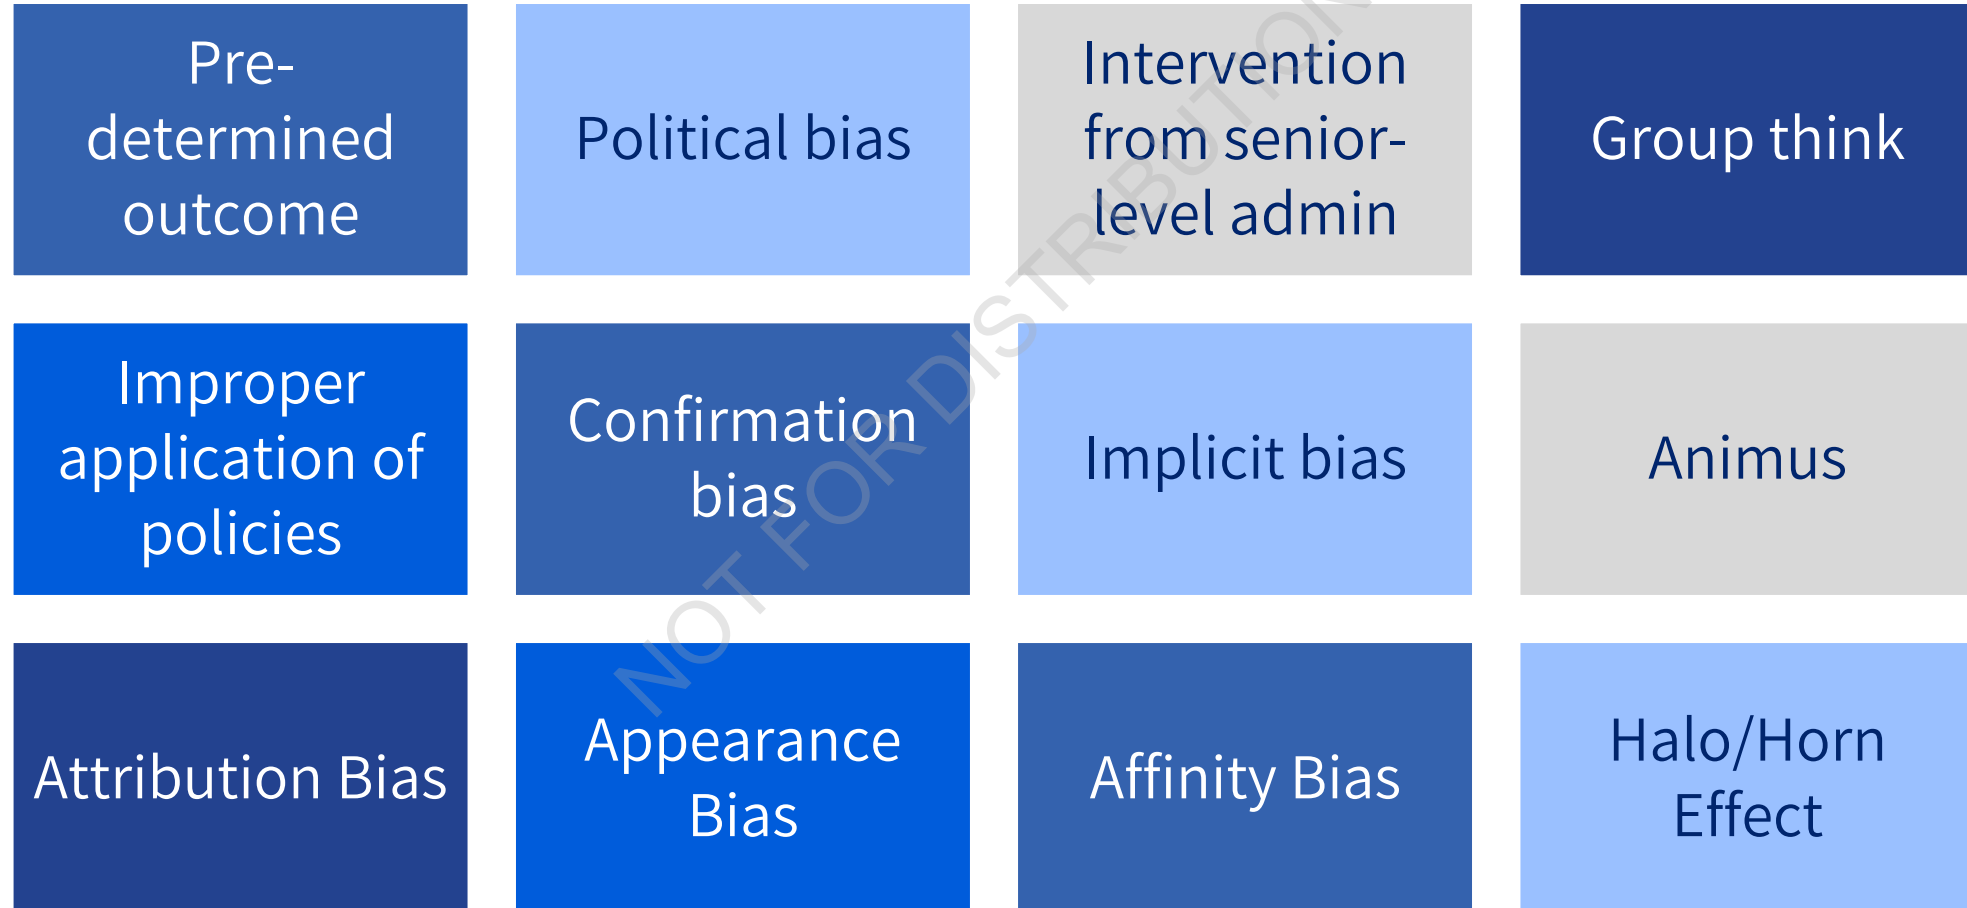 Pre-
determined
outcome
Political bias
Intervention
from senior-
level admin
Group think
Improper
application of
policies
Confirmation
bias
Implicit bias
Animus
Attribution Bias
Appearance
Bias
Affinity Bias
Halo/Horn
Effect
NOT FOR DISTRIBUTION